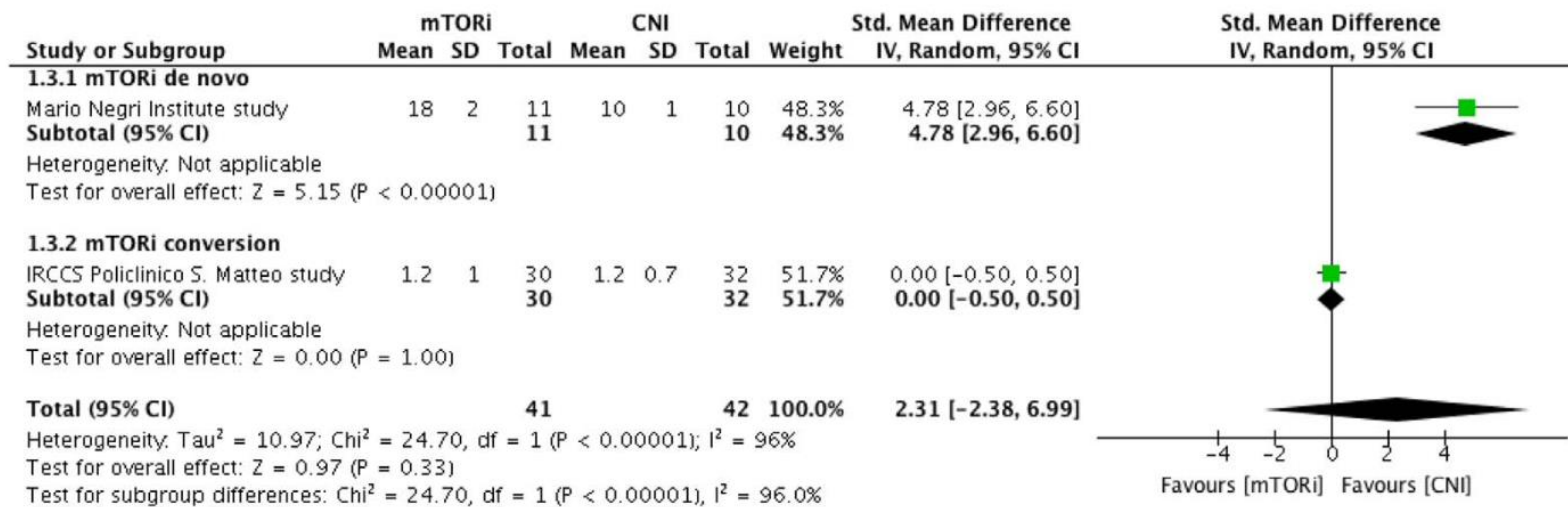 mTORi CNI Std. Mean Difference Std. Mean Difference
Study or Subgroup Mean SD Total Mean SD Total Weight IV, Random, 95% CI IV, Random, 95% CI
1.3.1 mTORi de novo
Mario Negri Institute study 18 2 11 10 1 10 48.3% 4.78 [2.96, 6.60]
Subtotal (95% CI) 11 10 48.3% 4.78 [2.96, 6.60]
Heterogeneity: Not applicable
Test for overall effect: Z = 5.15 (P < 0.00001)
1.3.2 mTORi conversion
IRCCS Policlinico S. Matteo study 1.2 1 30 1.2 0.7 32 51.7% 0.00 [-0.50, 0.50]
Subtotal (95% CI) 30 32 51.7% 0.00 [-0.50, 0.50]
Heterogeneity: Not applicable
Test for overall effect: Z = 0.00 (P = 1.00)
Total (95% CI) 41 42 100.0% 2.31 [-2.38, 6.99]
Heterogeneity: Tau² = 10.97; Chi² = 24.70, df = 1 (P < 0.00001); I² = 96%
Test for overall effect: Z = 0.97 (P = 0.33)
Test for subgroup differences: Chi² = 24.70, df = 1 (P < 0.00001), I² = 96.0%
-4 -2 0 2 4
Favours [mTORi] Favours [CNI]